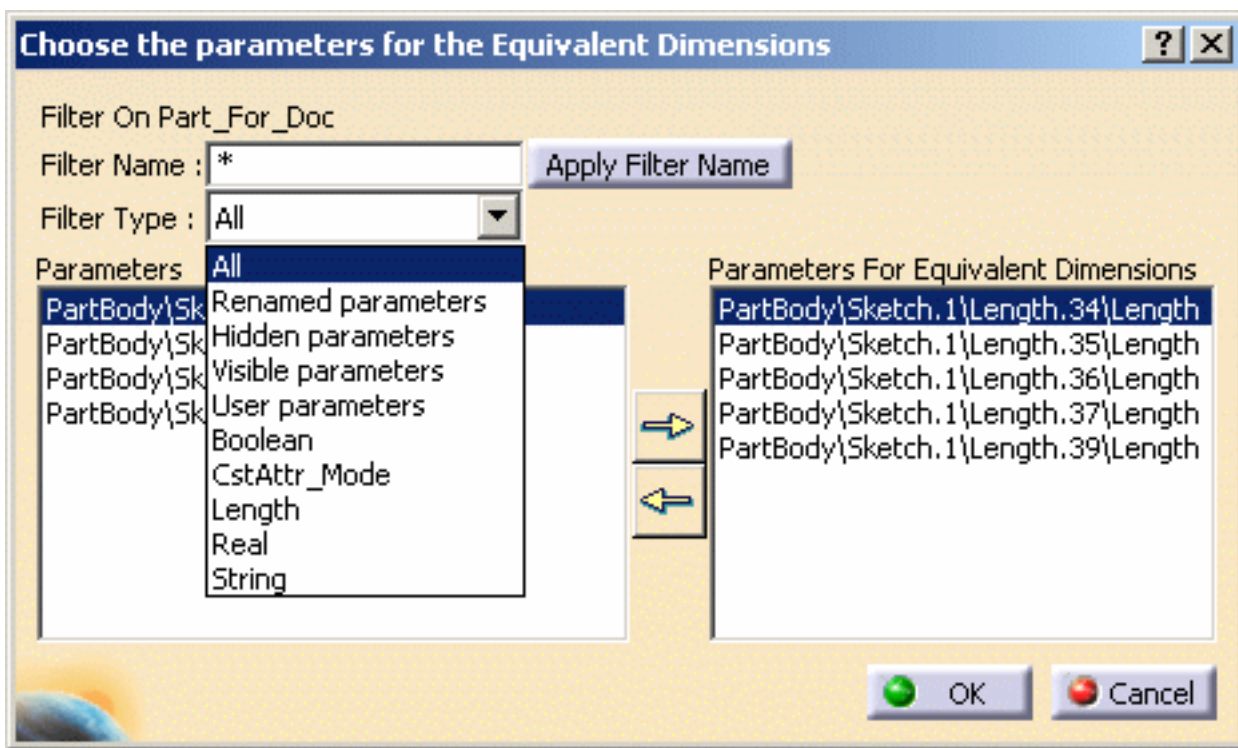 Choose the parameters for the Equivalent Dimensions
Filter On Part_For_Doc
Filter Name : * Apply Filter Name
Filter Type : All
Parameters
All
Renamed parameters
Hidden parameters
Visible parameters
User parameters
Boolean
CstAttr_Mode
Length
Real
String
PartBody\Sk
PartBody\Sk
PartBody\Sk
PartBody\Sk
Parameters For Equivalent Dimensions
PartBody\Sketch.1\Length.34\Length
PartBody\Sketch.1\Length.35\Length
PartBody\Sketch.1\Length.36\Length
PartBody\Sketch.1\Length.37\Length
PartBody\Sketch.1\Length.39\Length
OK Cancel